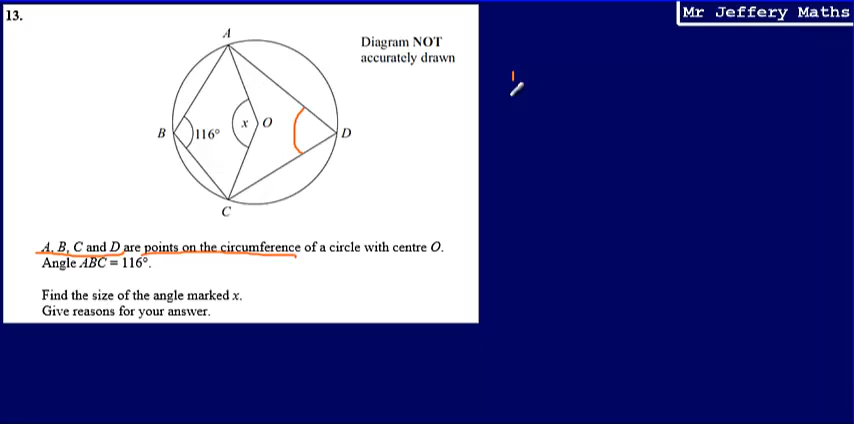 Mr Jeffery Maths
13.
A
Diagram NOT
accurately drawn
B
116°
x
O
D
C
A, B, C and D are points on the circumference of a circle with centre O.
Angle ABC = 116°.
Find the size of the angle marked x.
Give reasons for your answer.